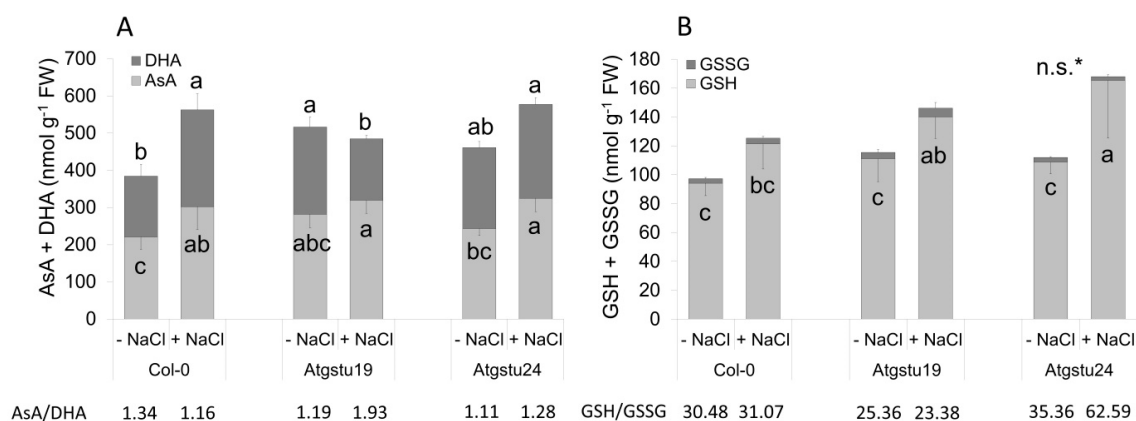 A
AsA + DHA (nmol g⁻¹ FW)
700
600
500
400
300
200
100
0
DHA
AsA
b
a
a
b
ab
a
c
ab
abc
a
bc
a
- NaCl + NaCl
- NaCl + NaCl
- NaCl + NaCl
Col-0
Atgstu19
Atgstu24
AsA/DHA 1.34 1.16 1.19 1.93 1.11 1.28
B
GSH + GSSG (nmol g⁻¹ FW)
180
160
140
120
100
80
60
40
20
0
GSSG
GSH
n.s.*
c
bc
c
ab
c
a
- NaCl + NaCl
- NaCl + NaCl
- NaCl + NaCl
Col-0
Atgstu19
Atgstu24
GSH/GSSG 30.48 31.07 25.36 23.38 35.36 62.59